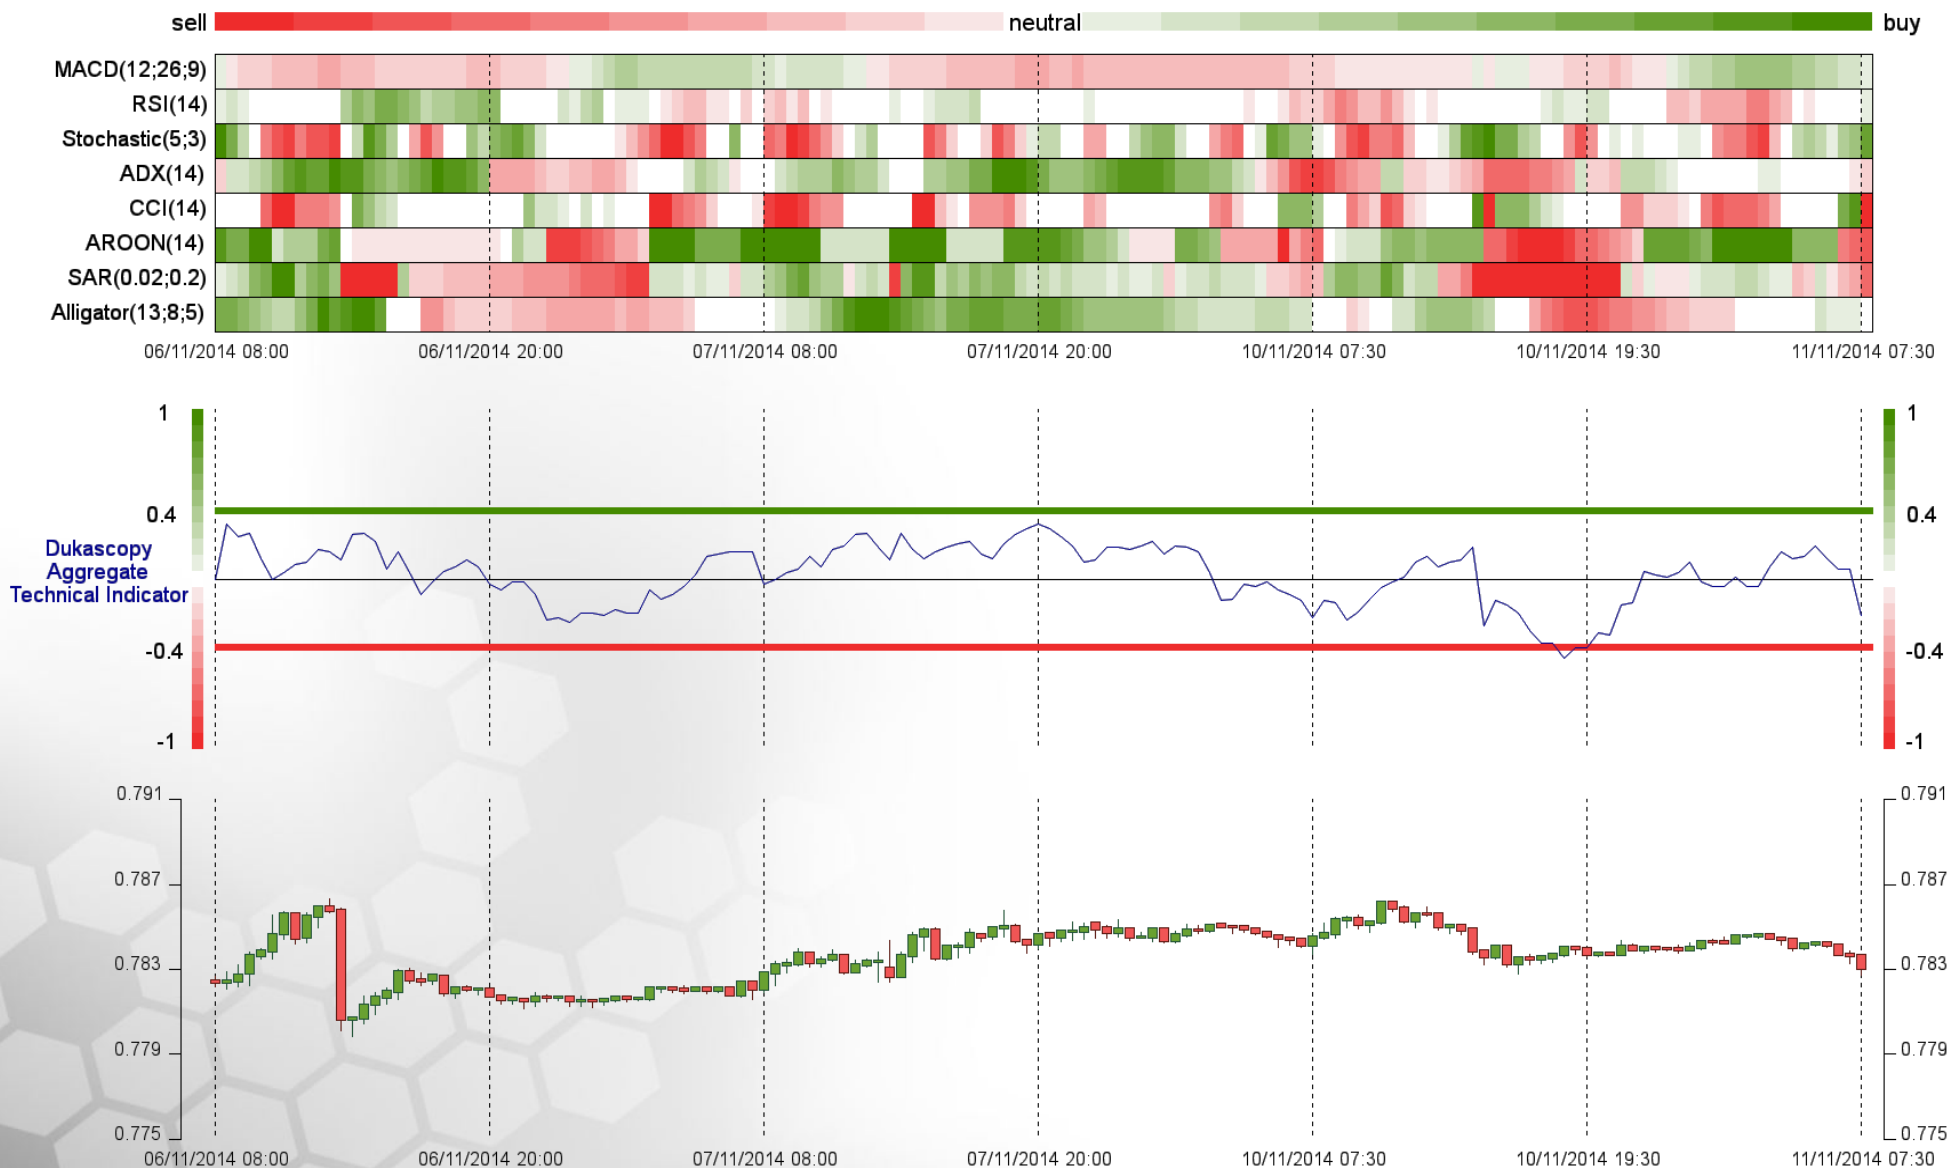 sell neutral buy
MACD(12;26;9)
RSI(14)
Stochastic(5;3)
ADX(14)
CCI(14)
AROON(14)
SAR(0.02;0.2)
Alligator(13;8;5)
06/11/2014 08:00 06/11/2014 20:00 07/11/2014 08:00 07/11/2014 20:00 10/11/2014 07:30 10/11/2014 19:30 11/11/2014 07:30
1 1
0.4 0.4
Dukascopy
Aggregate
Technical Indicator
-0.4 -0.4
-1 -1
0.791 0.791
0.787 0.787
0.783 0.783
0.779 0.779
0.775 0.775
06/11/2014 08:00 06/11/2014 20:00 07/11/2014 08:00 07/11/2014 20:00 10/11/2014 07:30 10/11/2014 19:30 11/11/2014 07:30